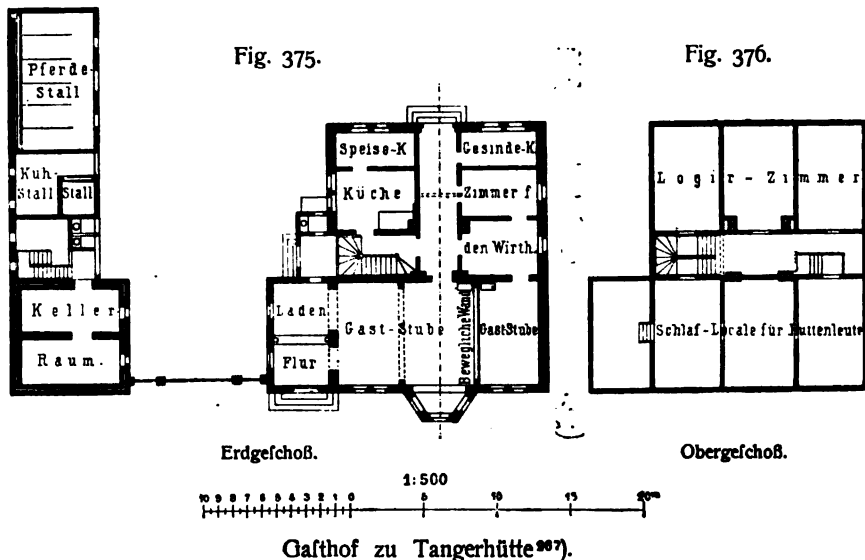 Fig. 375.
Fig. 376.
Pferde-
Stall
Kuh-
Stall
Stall
Keller-
Raum.
Speise-K
Gesinde-K
Küche
Zimmer f
den Wirth.
Laden
Flur
Gast-Stube
Bewegliche Wand
Gast Stube
Logir-Zimmer
Schlaf-Locale für Huttenleute
Erdgeſchoß.
Obergeſchoß.
1:500
10 9 8 7 6 5 4 3 2 1 0 5 10 15 20m
Gaſthof zu Tangerhütte 967).